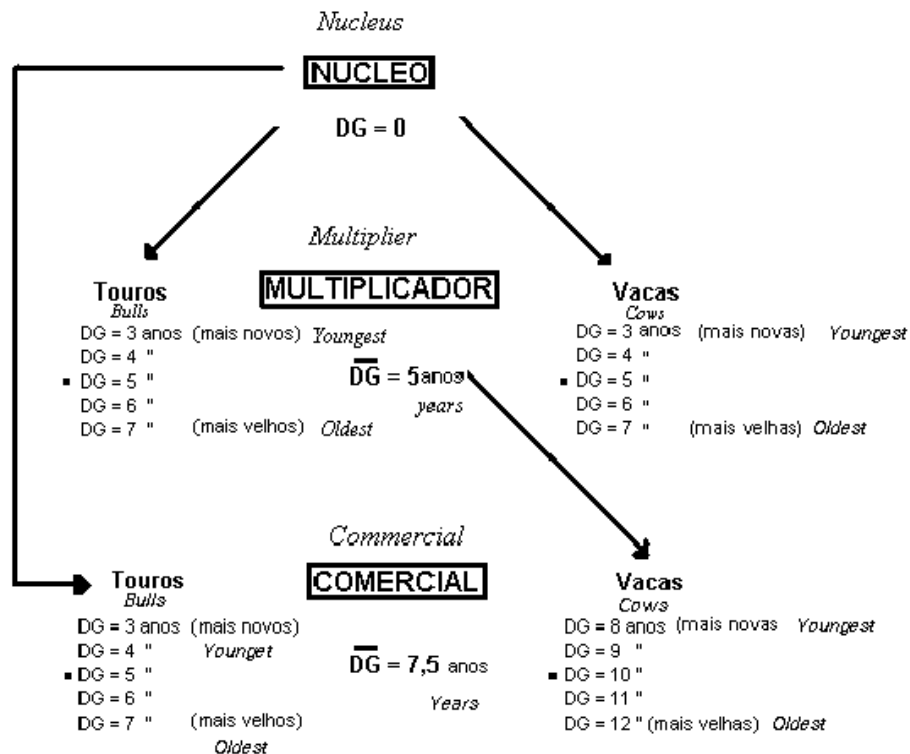 Nucleus
NUCLEO
DG = 0
Multiplier
MULTIPLICADOR
Touros
Bulls
DG = 3 anos (mais novos) Youngest
DG = 4 "
▪ DG = 5 "
DG = 6 "
DG = 7 " (mais velhos) Oldest
DG = 5 anos
years
Vacas
Cows
DG = 3 anos (mais novas) Youngest
DG = 4 "
▪ DG = 5 "
DG = 6 "
DG = 7 " (mais velhas) Oldest
Commercial
COMERCIAL
Touros
Bulls
DG = 3 anos (mais novos)
DG = 4 " Younget
▪ DG = 5 "
DG = 6 "
DG = 7 " (mais velhos)
Oldest
DG = 7,5 anos
Years
Vacas
Cows
DG = 8 anos (mais novas Youngest
DG = 9 "
▪ DG = 10 "
DG = 11 "
DG = 12 " (mais velhas) Oldest